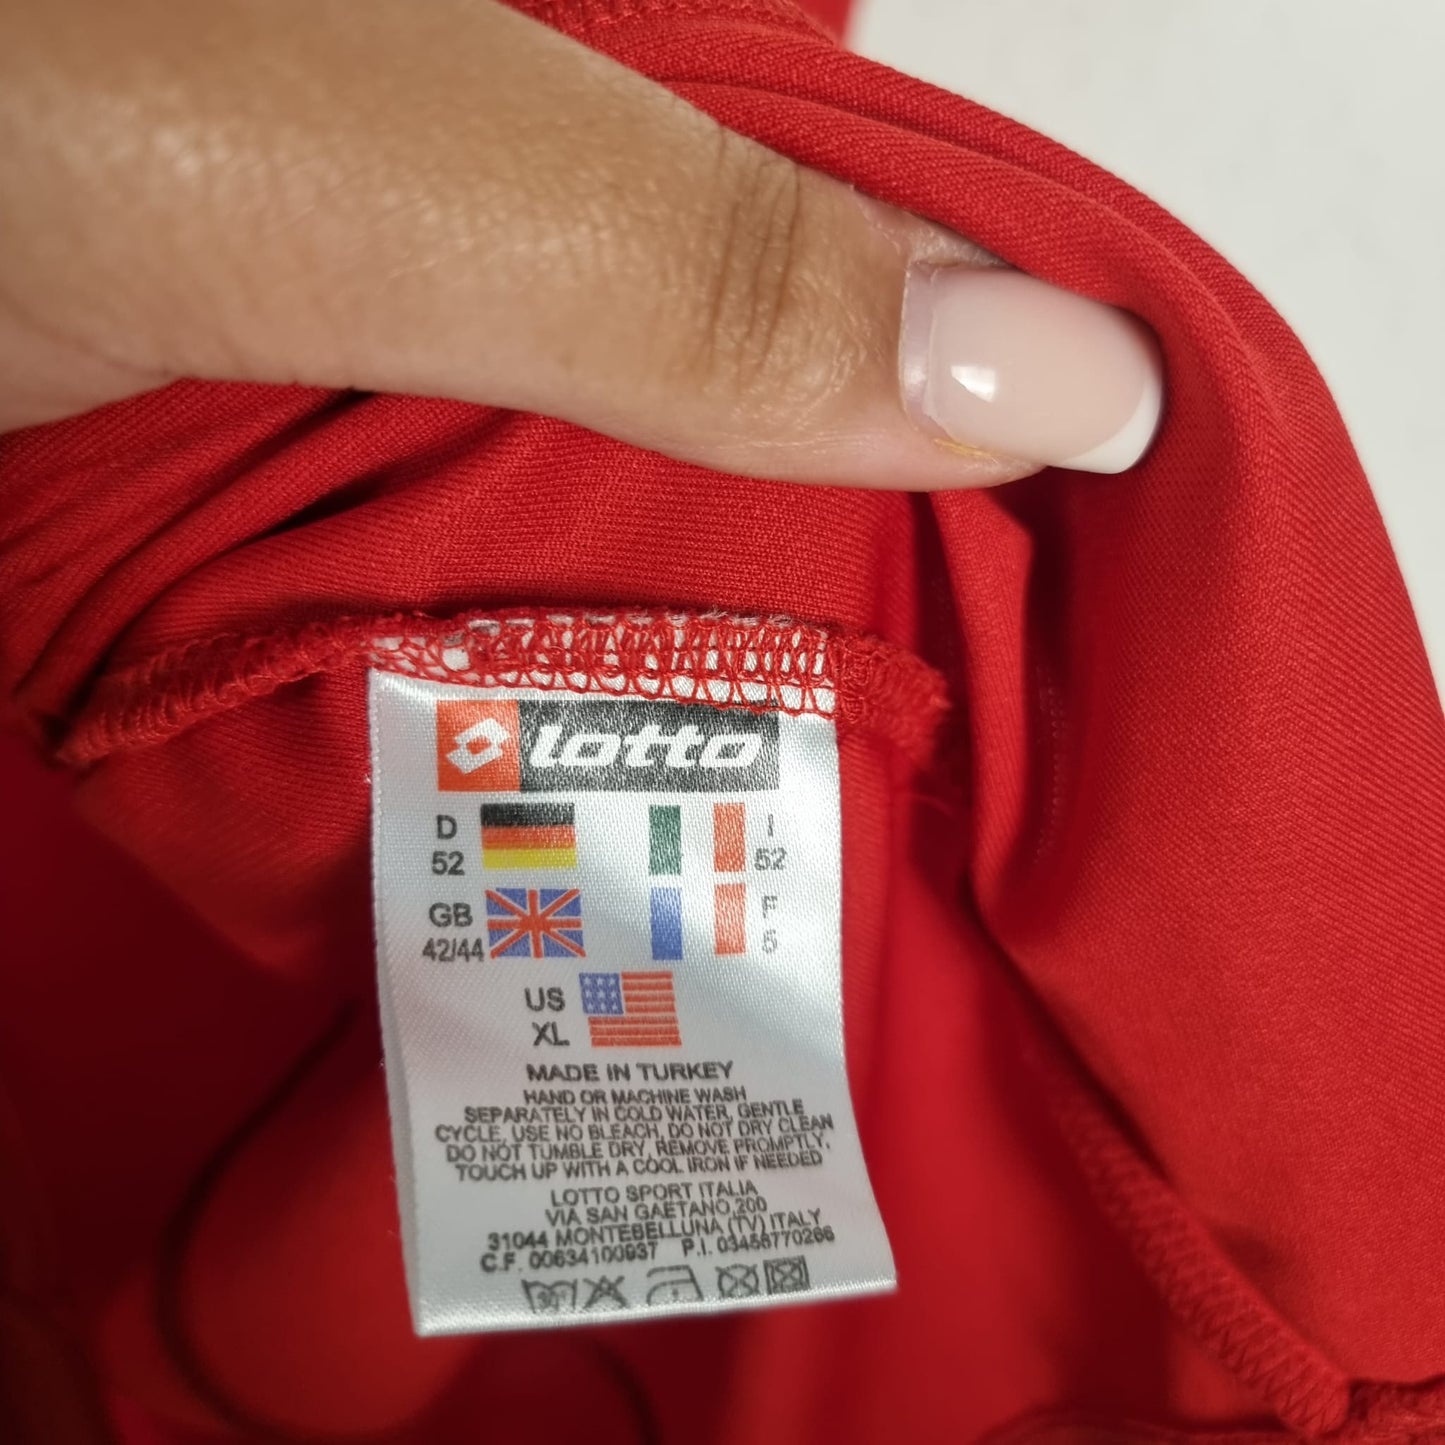 lotto
D
52
I
52
GB
42/44
F
5
US
XL
MADE IN TURKEY
HAND OR MACHINE WASH
SEPARATELY IN COLD WATER, GENTLE
CYCLE, USE NO BLEACH, DO NOT DRY CLEAN
DO NOT TUMBLE DRY, REMOVE PROMPTLY,
TOUCH UP WITH A COOL IRON IF NEEDED
LOTTO SPORT ITALIA
VIA SAN GAETANO,200
31044 MONTEBELLUNA (TV) ITALY
C.F. 00634100937 P.I. 03456770266